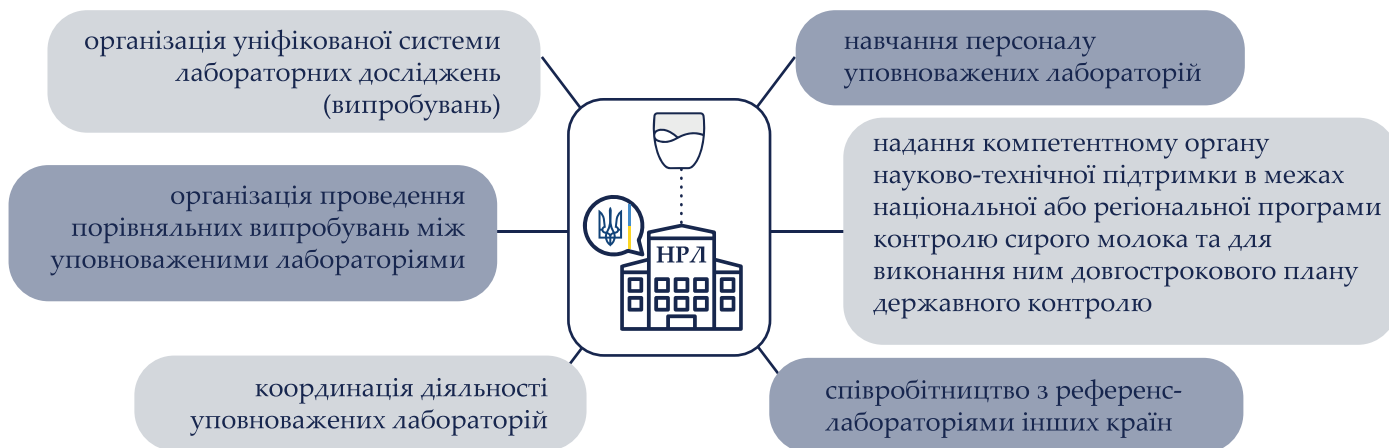 організація уніфікованої системи
лабораторних досліджень
(випробувань)
організація проведення
порівняльних випробувань між
уповноваженими лабораторіями
координація діяльності
уповноважених лабораторій
НРЛ
навчання персоналу
уповноважених лабораторій
надання компетентному органу
науково-технічної підтримки в межах
національної або регіональної програми
контролю сирого молока та для
виконання ним довгострокового плану
державного контролю
співробітництво з референс-
лабораторіями інших країн